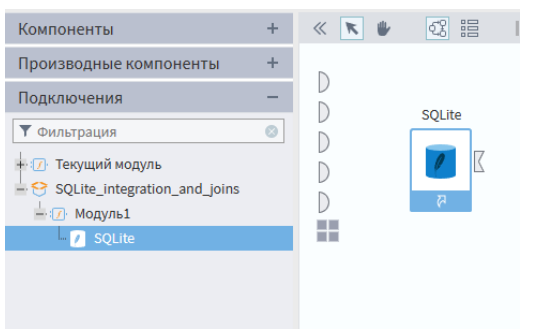 Компоненты
Производные компоненты
Подключения
Фильтрация
Текущий модуль
SQLite_integration_and_joins
Модуль1
SQLite
SQLite